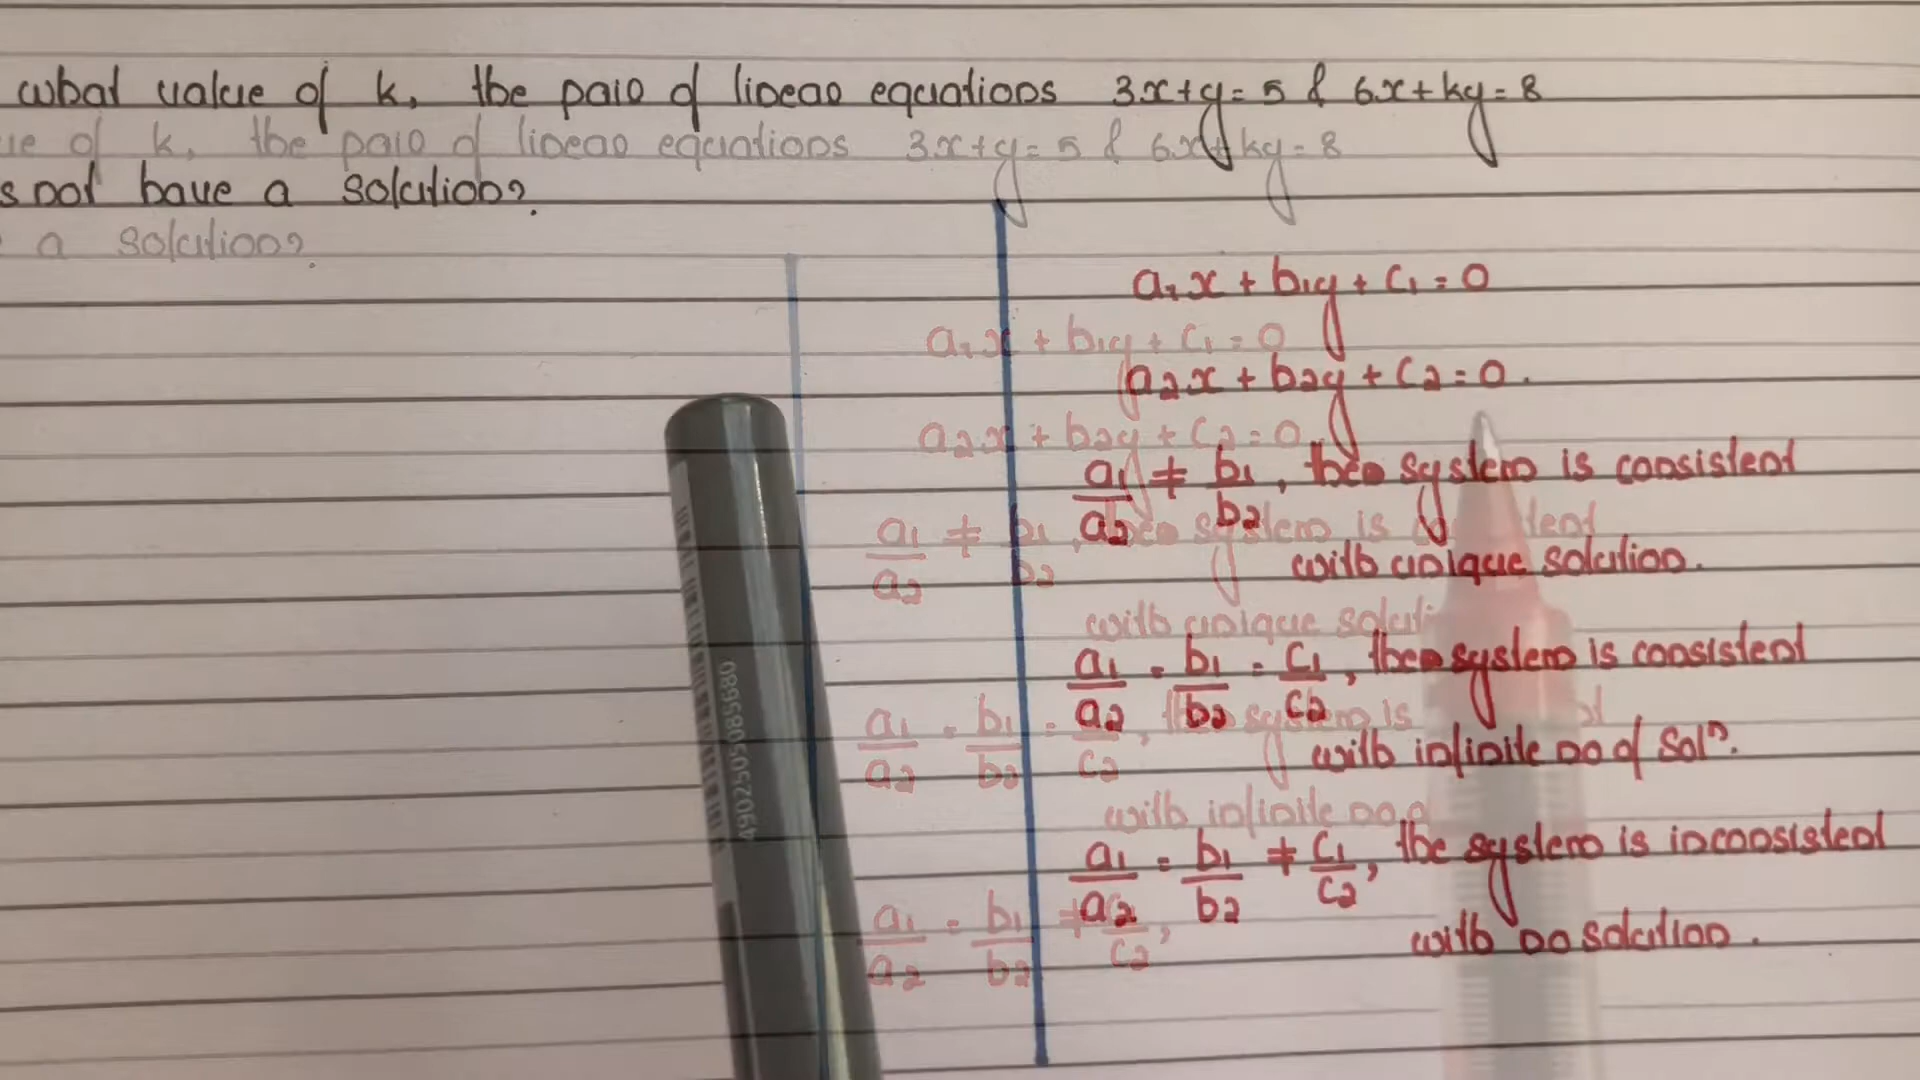 what value of k, the pair of linear equations 3x+y=5 & 6x+ky=8
s not have a solution?
a₁x + b₁y + c₁ = 0
a₂x + b₂y + c₂ = 0.
a₁/a₂ ≠ b₁/b₂, then system is consistent
with unique solution.
a₁/a₂ = b₁/b₂ = c₁/c₂, then system is consistent
with infinite no of Solⁿ.
a₁/a₂ = b₁/b₂ ≠ c₁/c₂, the system is inconsistent
with no solution.
4902505085680